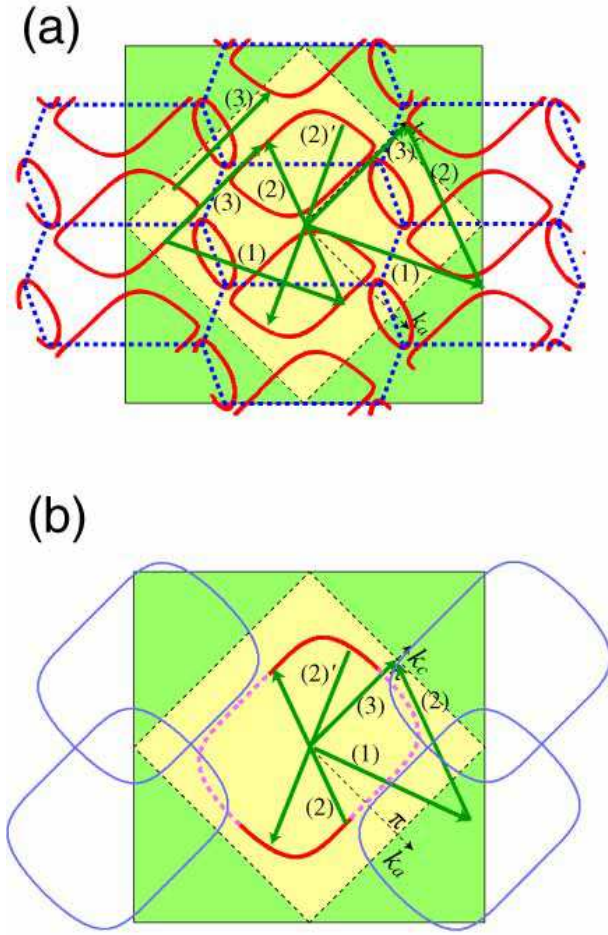 (a)
(3)
(2)′
(3)
(2)
(2)
(3)
(1)
(1)
k_a
(b)
k_c
(2)′
(2)
(3)
(1)
(2)
π
k_a